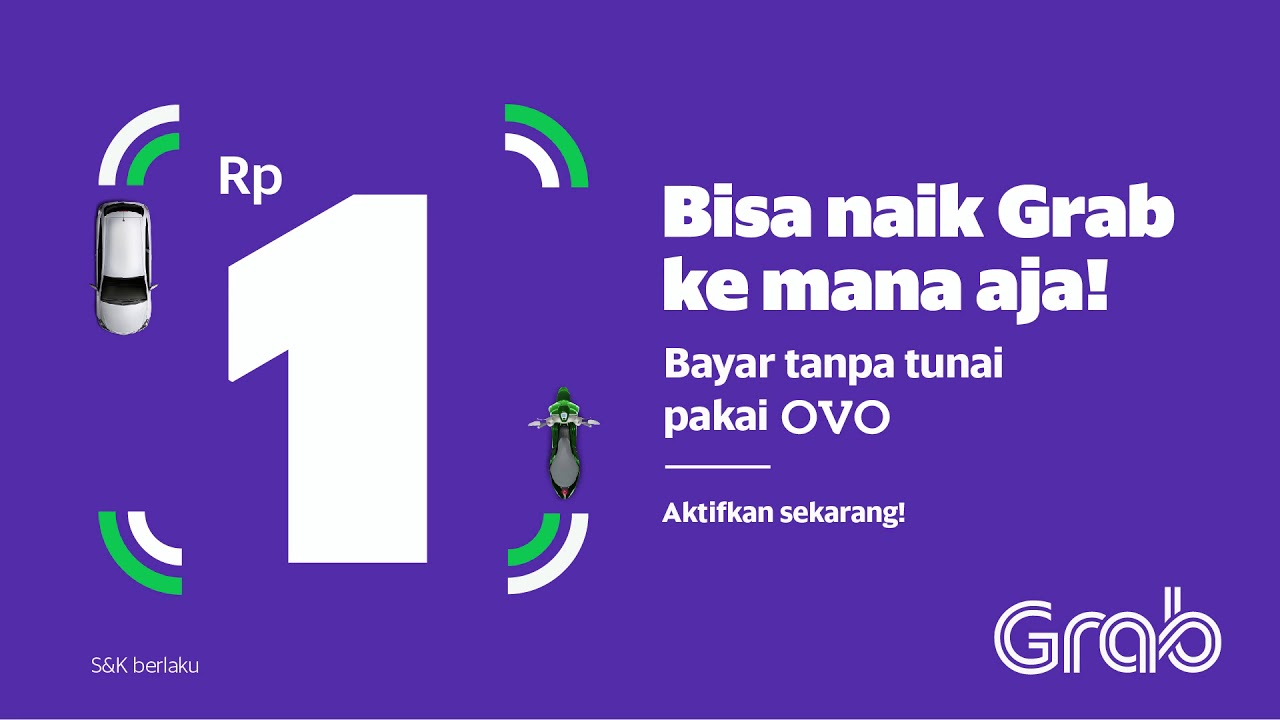 Rp
1
Bisa naik Grab
ke mana aja!
Bayar tanpa tunai
pakai OVO
Aktifkan sekarang!
S&K berlaku
Grab